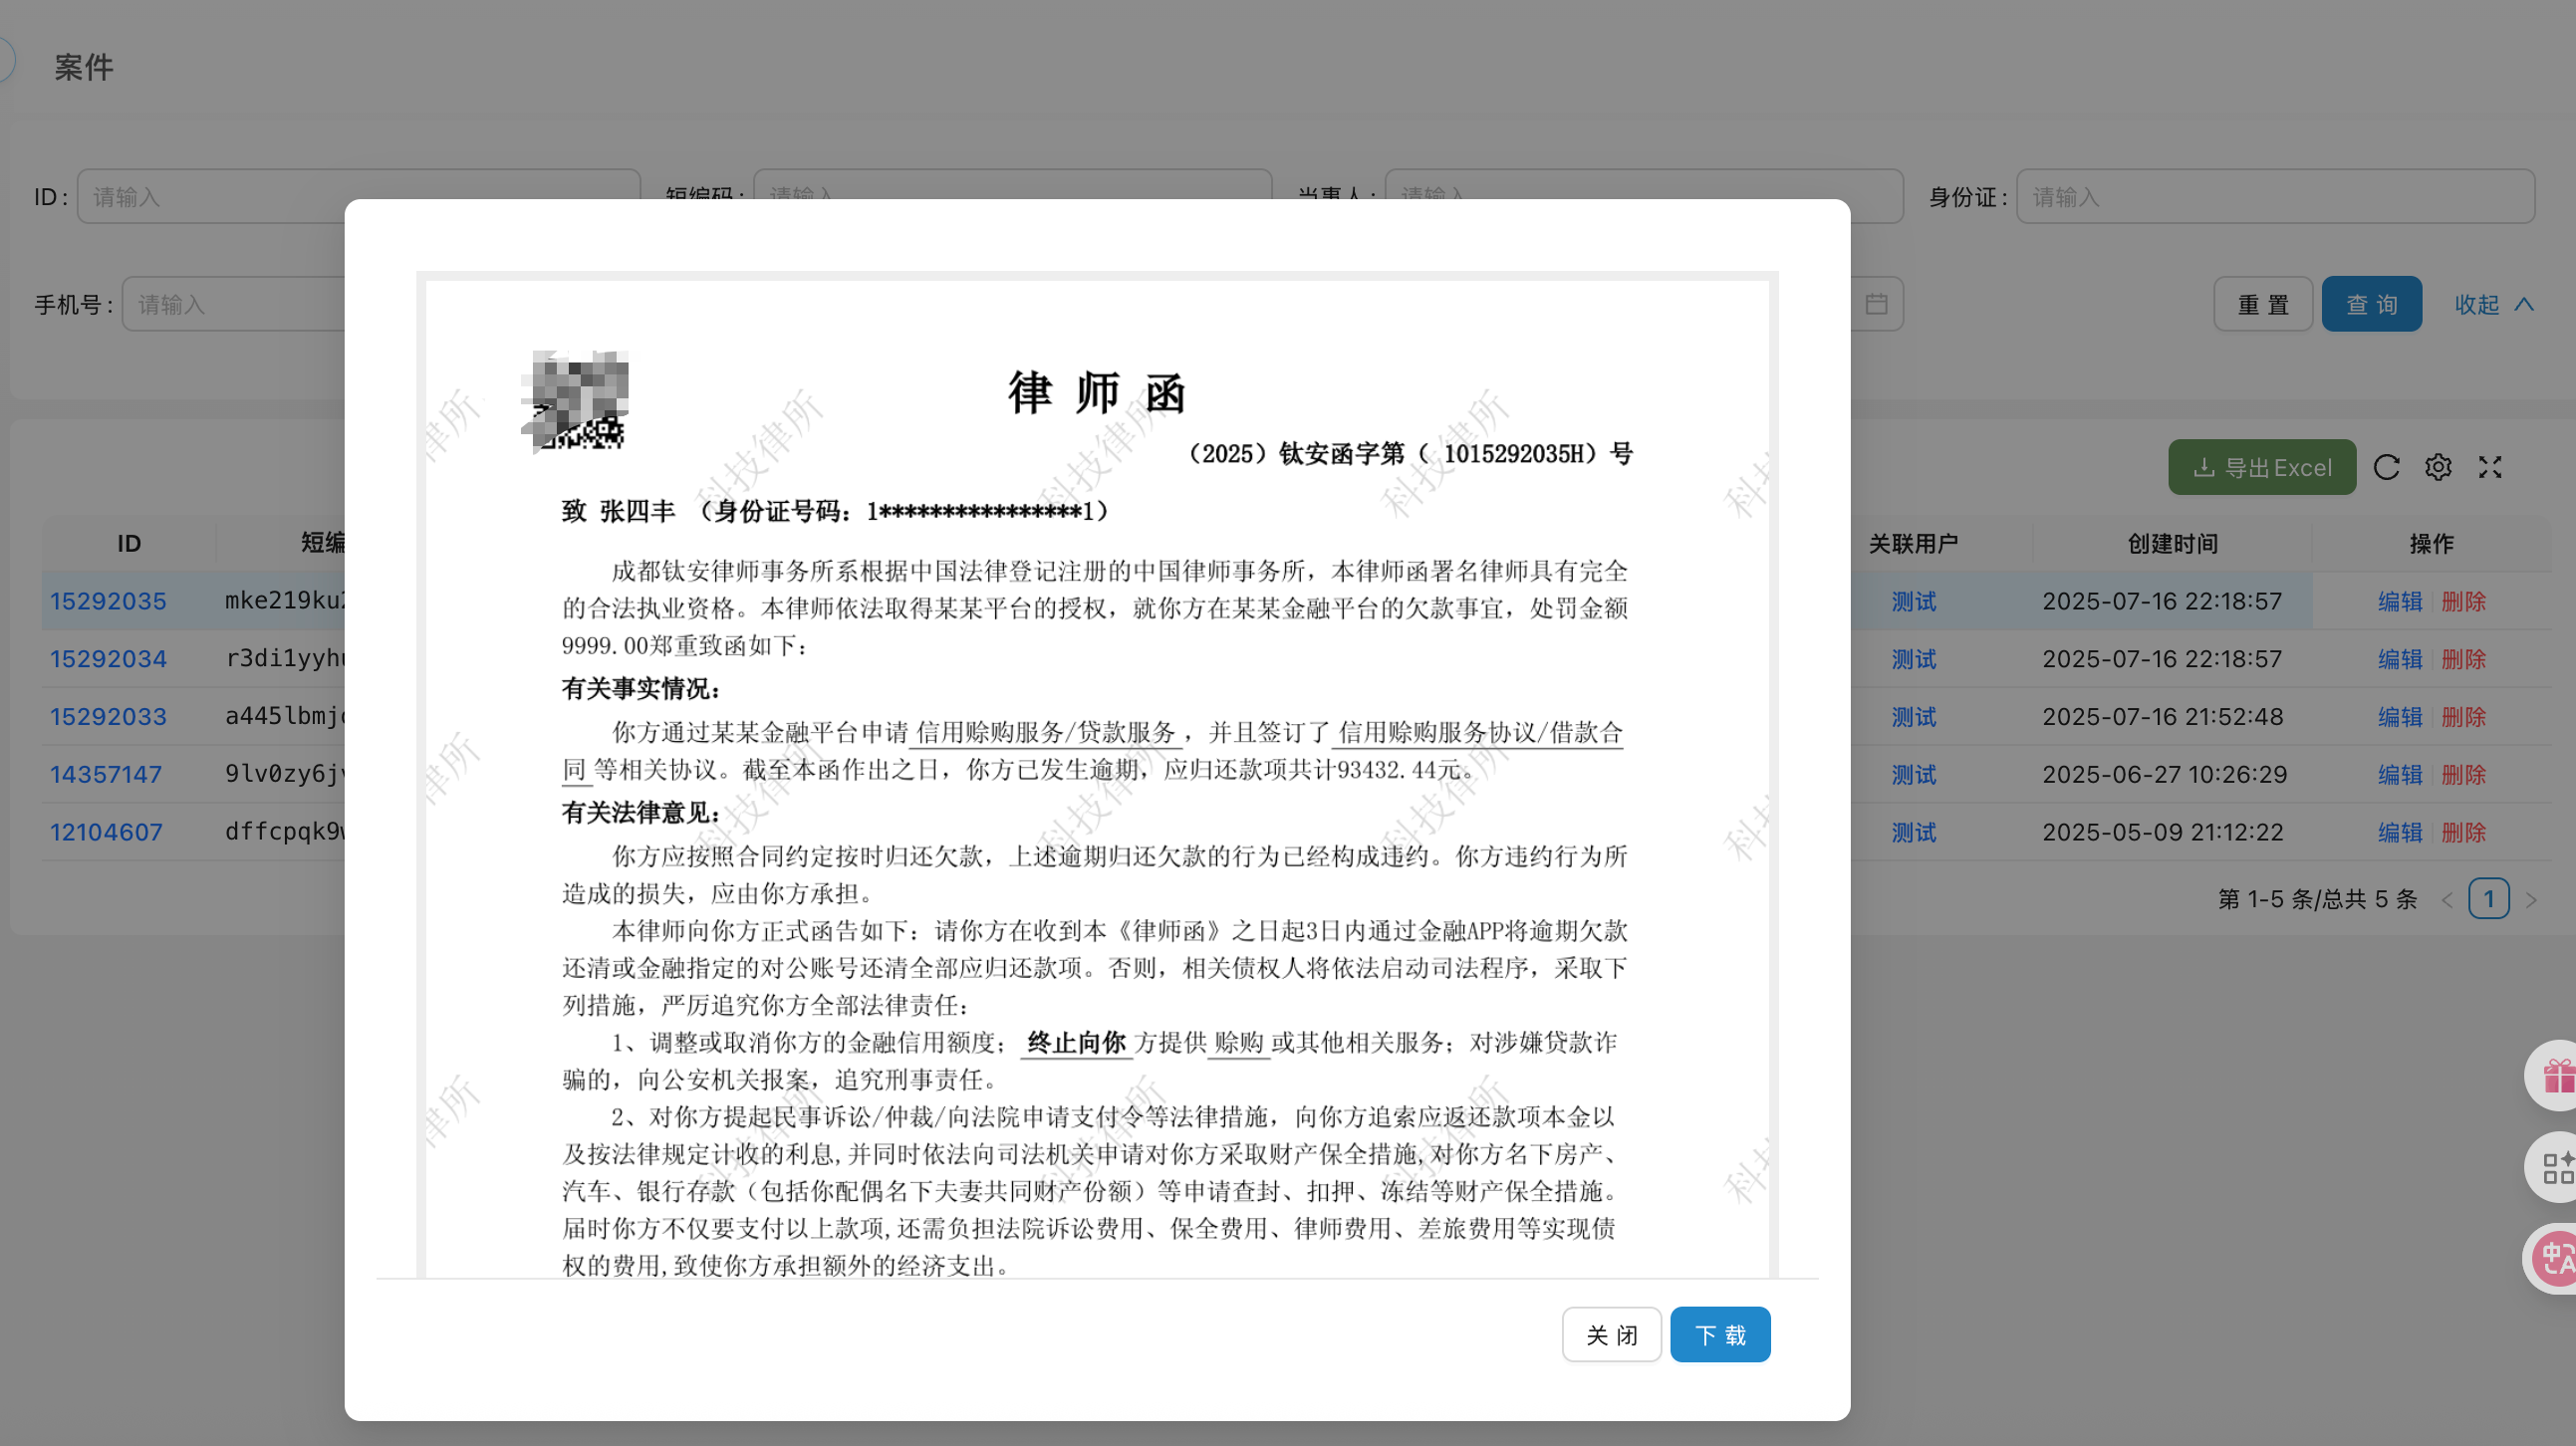 案件
ID : 请输入 短编码 : 请输入 当事人 : 请输入 身份证 : 请输入
手机号 : 请输入 重 置 查 询 收起
导出Excel
ID 短编 关联用户 创建时间 操作
15292035 mke219ku 测试 2025-07-16 22:18:57 编辑 删除
15292034 r3di1yyh 测试 2025-07-16 22:18:57 编辑 删除
15292033 a445lbmj 测试 2025-07-16 21:52:48 编辑 删除
14357147 9lv0zy6j 测试 2025-06-27 10:26:29 编辑 删除
12104607 dffcpqk9 测试 2025-05-09 21:12:22 编辑 删除
第 1-5 条/总共 5 条 1
律 师 函
（2025）钛安函字第（ 1015292035H）号
致 张四丰 （身份证号码：1****************1）
成都钛安律师事务所系根据中国法律登记注册的中国律师事务所，本律师函署名律师具有完全
的合法执业资格。本律师依法取得某某平台的授权，就你方在某某金融平台的欠款事宜，处罚金额
9999.00郑重致函如下：
有关事实情况：
你方通过某某金融平台申请 信用赊购服务/贷款服务 ，并且签订了 信用赊购服务协议/借款合
同 等相关协议。截至本函作出之日，你方已发生逾期，应归还款项共计93432.44元。
有关法律意见：
你方应按照合同约定按时归还欠款，上述逾期归还欠款的行为已经构成违约。你方违约行为所
造成的损失，应由你方承担。
本律师向你方正式函告如下：请你方在收到本《律师函》之日起3日内通过金融APP将逾期欠款
还清或金融指定的对公账号还清全部应归还款项。否则，相关债权人将依法启动司法程序，采取下
列措施，严厉追究你方全部法律责任：
1、调整或取消你方的金融信用额度； 终止向你 方提供 赊购 或其他相关服务；对涉嫌贷款诈
骗的，向公安机关报案，追究刑事责任。
2、对你方提起民事诉讼/仲裁/向法院申请支付令等法律措施，向你方追索应返还款项本金以
及按法律规定计收的利息,并同时依法向司法机关申请对你方采取财产保全措施,对你方名下房产、
汽车、银行存款（包括你配偶名下夫妻共同财产份额）等申请查封、扣押、冻结等财产保全措施。
届时你方不仅要支付以上款项,还需负担法院诉讼费用、保全费用、律师费用、差旅费用等实现债
权的费用,致使你方承担额外的经济支出。
科技律所
关 闭 下 载